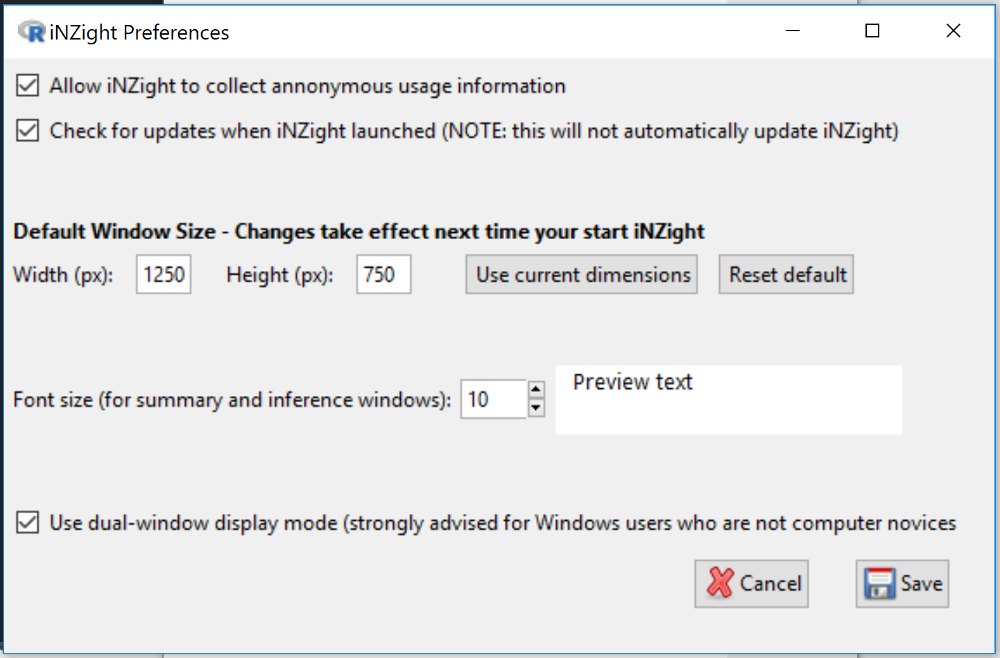 iNZight Preferences
Allow iNZight to collect annonymous usage information
Check for updates when iNZight launched (NOTE: this will not automatically update iNZight)
Default Window Size - Changes take effect next time your start iNZight
Width (px): 1250 Height (px): 750 Use current dimensions Reset default
Preview text
Font size (for summary and inference windows): 10
Use dual-window display mode (strongly advised for Windows users who are not computer novices
Cancel Save